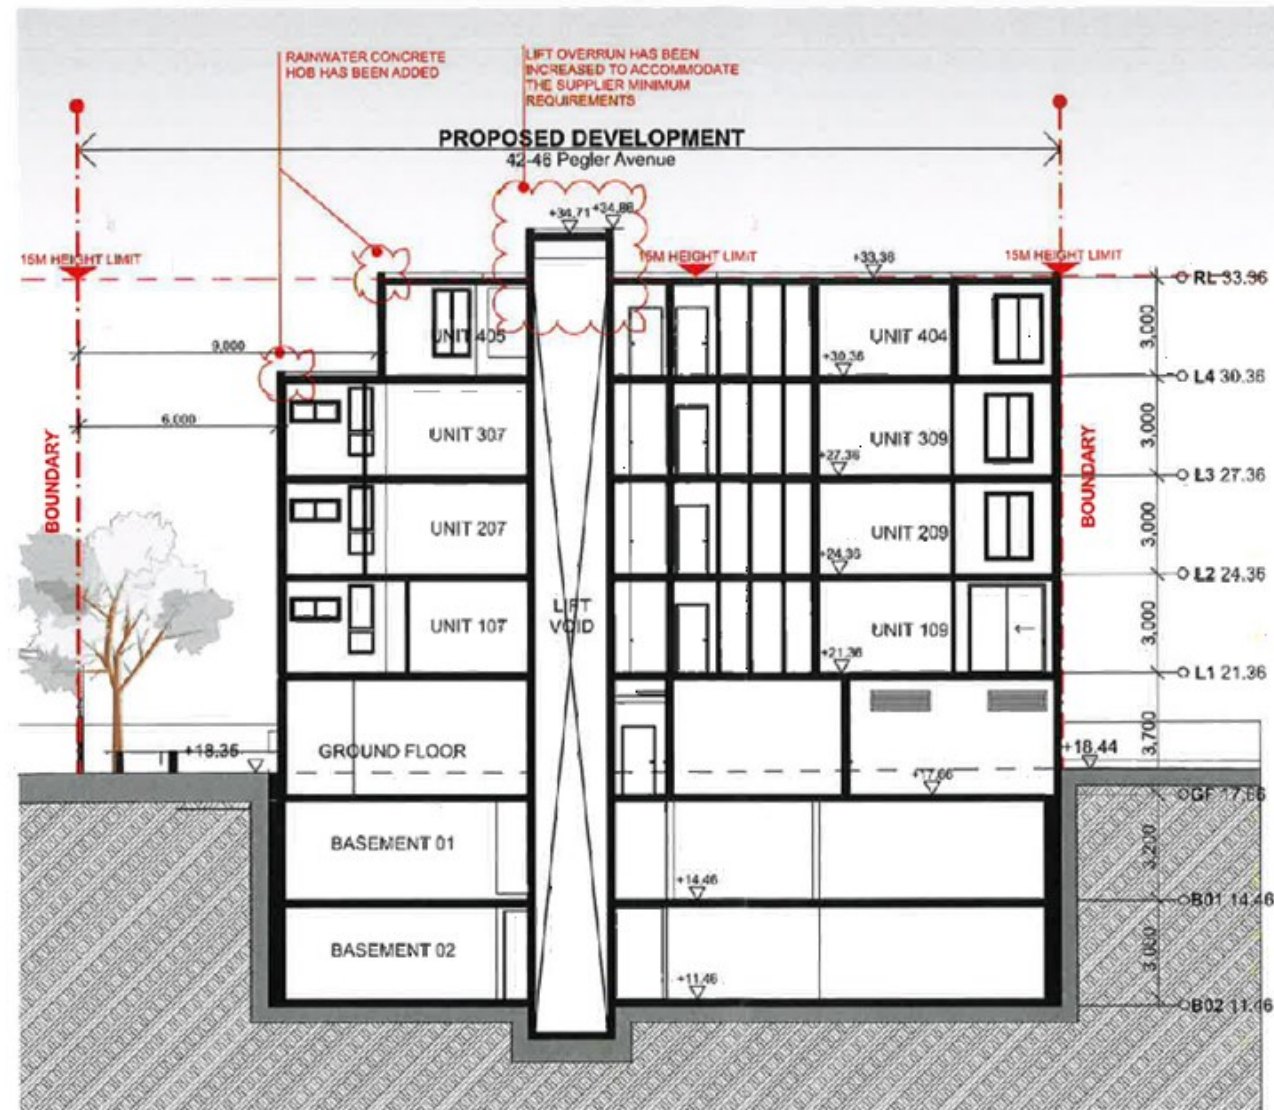 RAINWATER CONCRETE
HOB HAS BEEN ADDED
LIFT OVERRUN HAS BEEN
INCREASED TO ACCOMMODATE
THE SUPPLIER MINIMUM
REQUIREMENTS
PROPOSED DEVELOPMENT
42-46 Pegler Avenue
+34.71
+34.88
15M HEIGHT LIMIT
15M HEIGHT LIMIT
+33.36
15M HEIGHT LIMIT
RL 33.36
UNIT 405
UNIT 404
3,000
9,000
+30.36
L4 30.36
6,000
UNIT 307
UNIT 309
3,000
BOUNDARY
BOUNDARY
+27.36
L3 27.36
UNIT 207
UNIT 209
3,000
+24.36
L2 24.36
LIFT
VOID
UNIT 107
UNIT 109
3,000
+21.36
L1 21.36
+18.35
GROUND FLOOR
+18.44
3,700
+17.66
GF 17.66
BASEMENT 01
3,200
+14.46
B01 14.46
BASEMENT 02
3,000
+11.46
B02 11.46